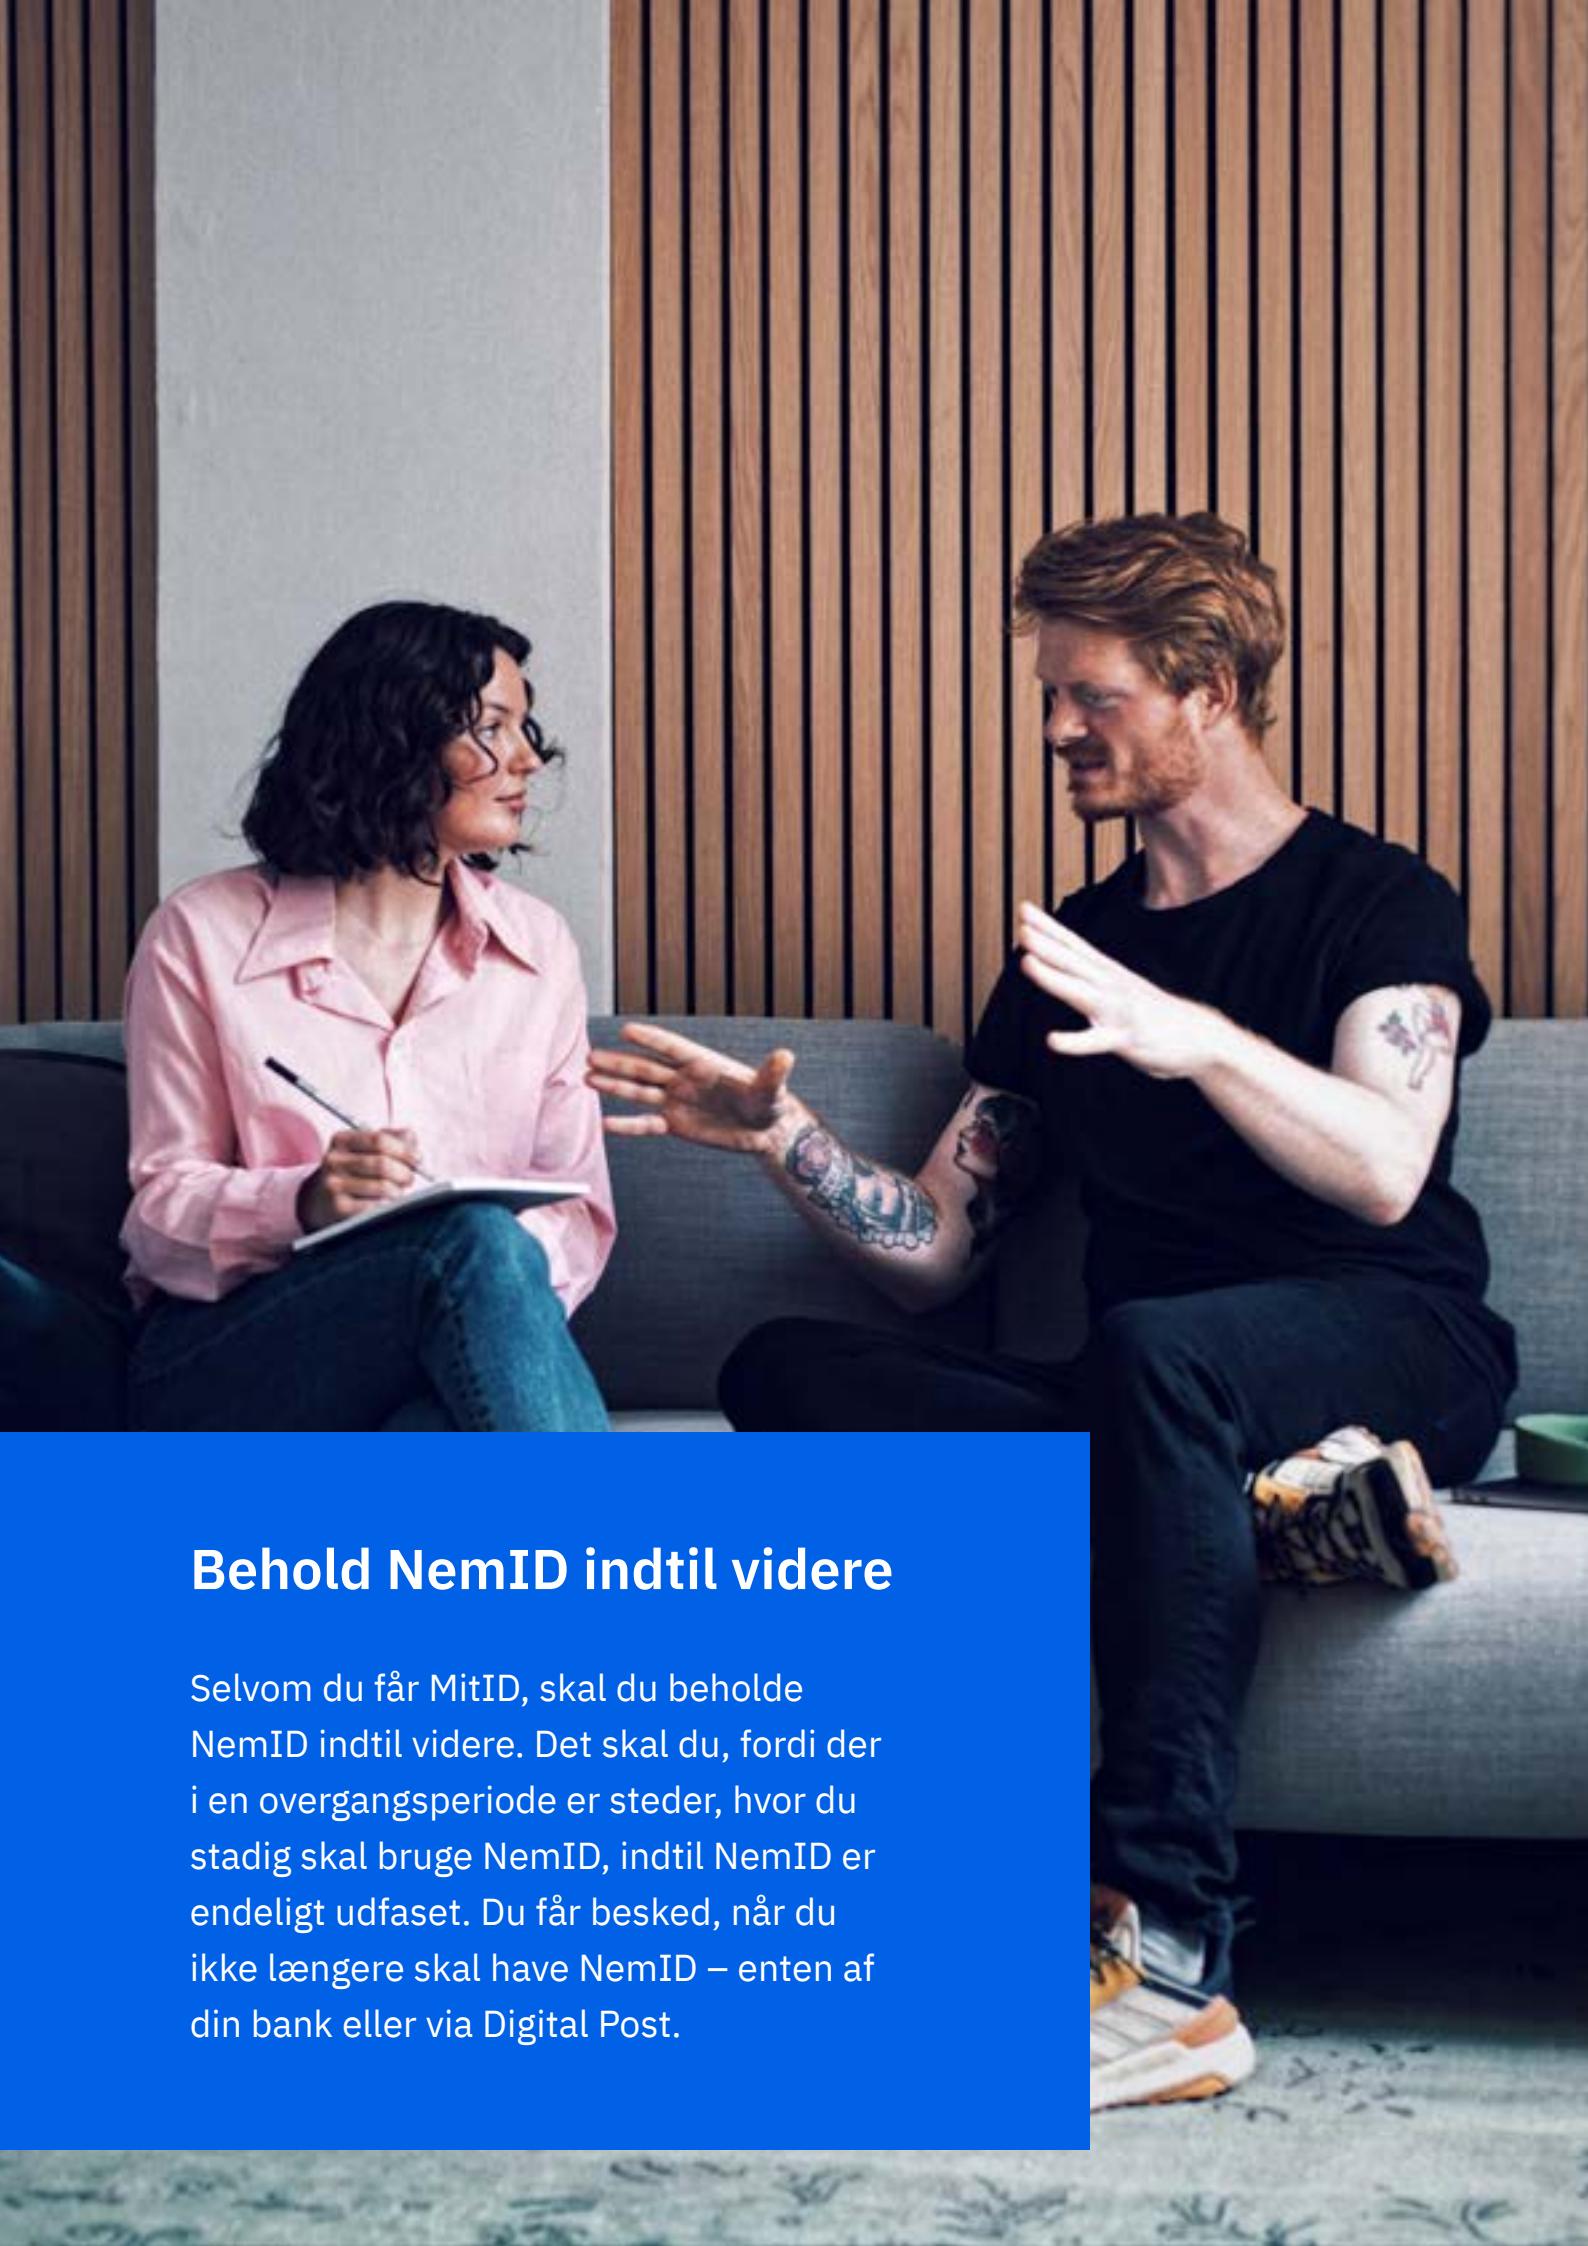 Behold NemID indtil videre
Selvom du får MitID, skal du beholde
NemID indtil videre. Det skal du, fordi der
i en overgangsperiode er steder, hvor du
stadig skal bruge NemID, indtil NemID er
endeligt udfaset. Du får besked, når du
ikke længere skal have NemID – enten af
din bank eller via Digital Post.